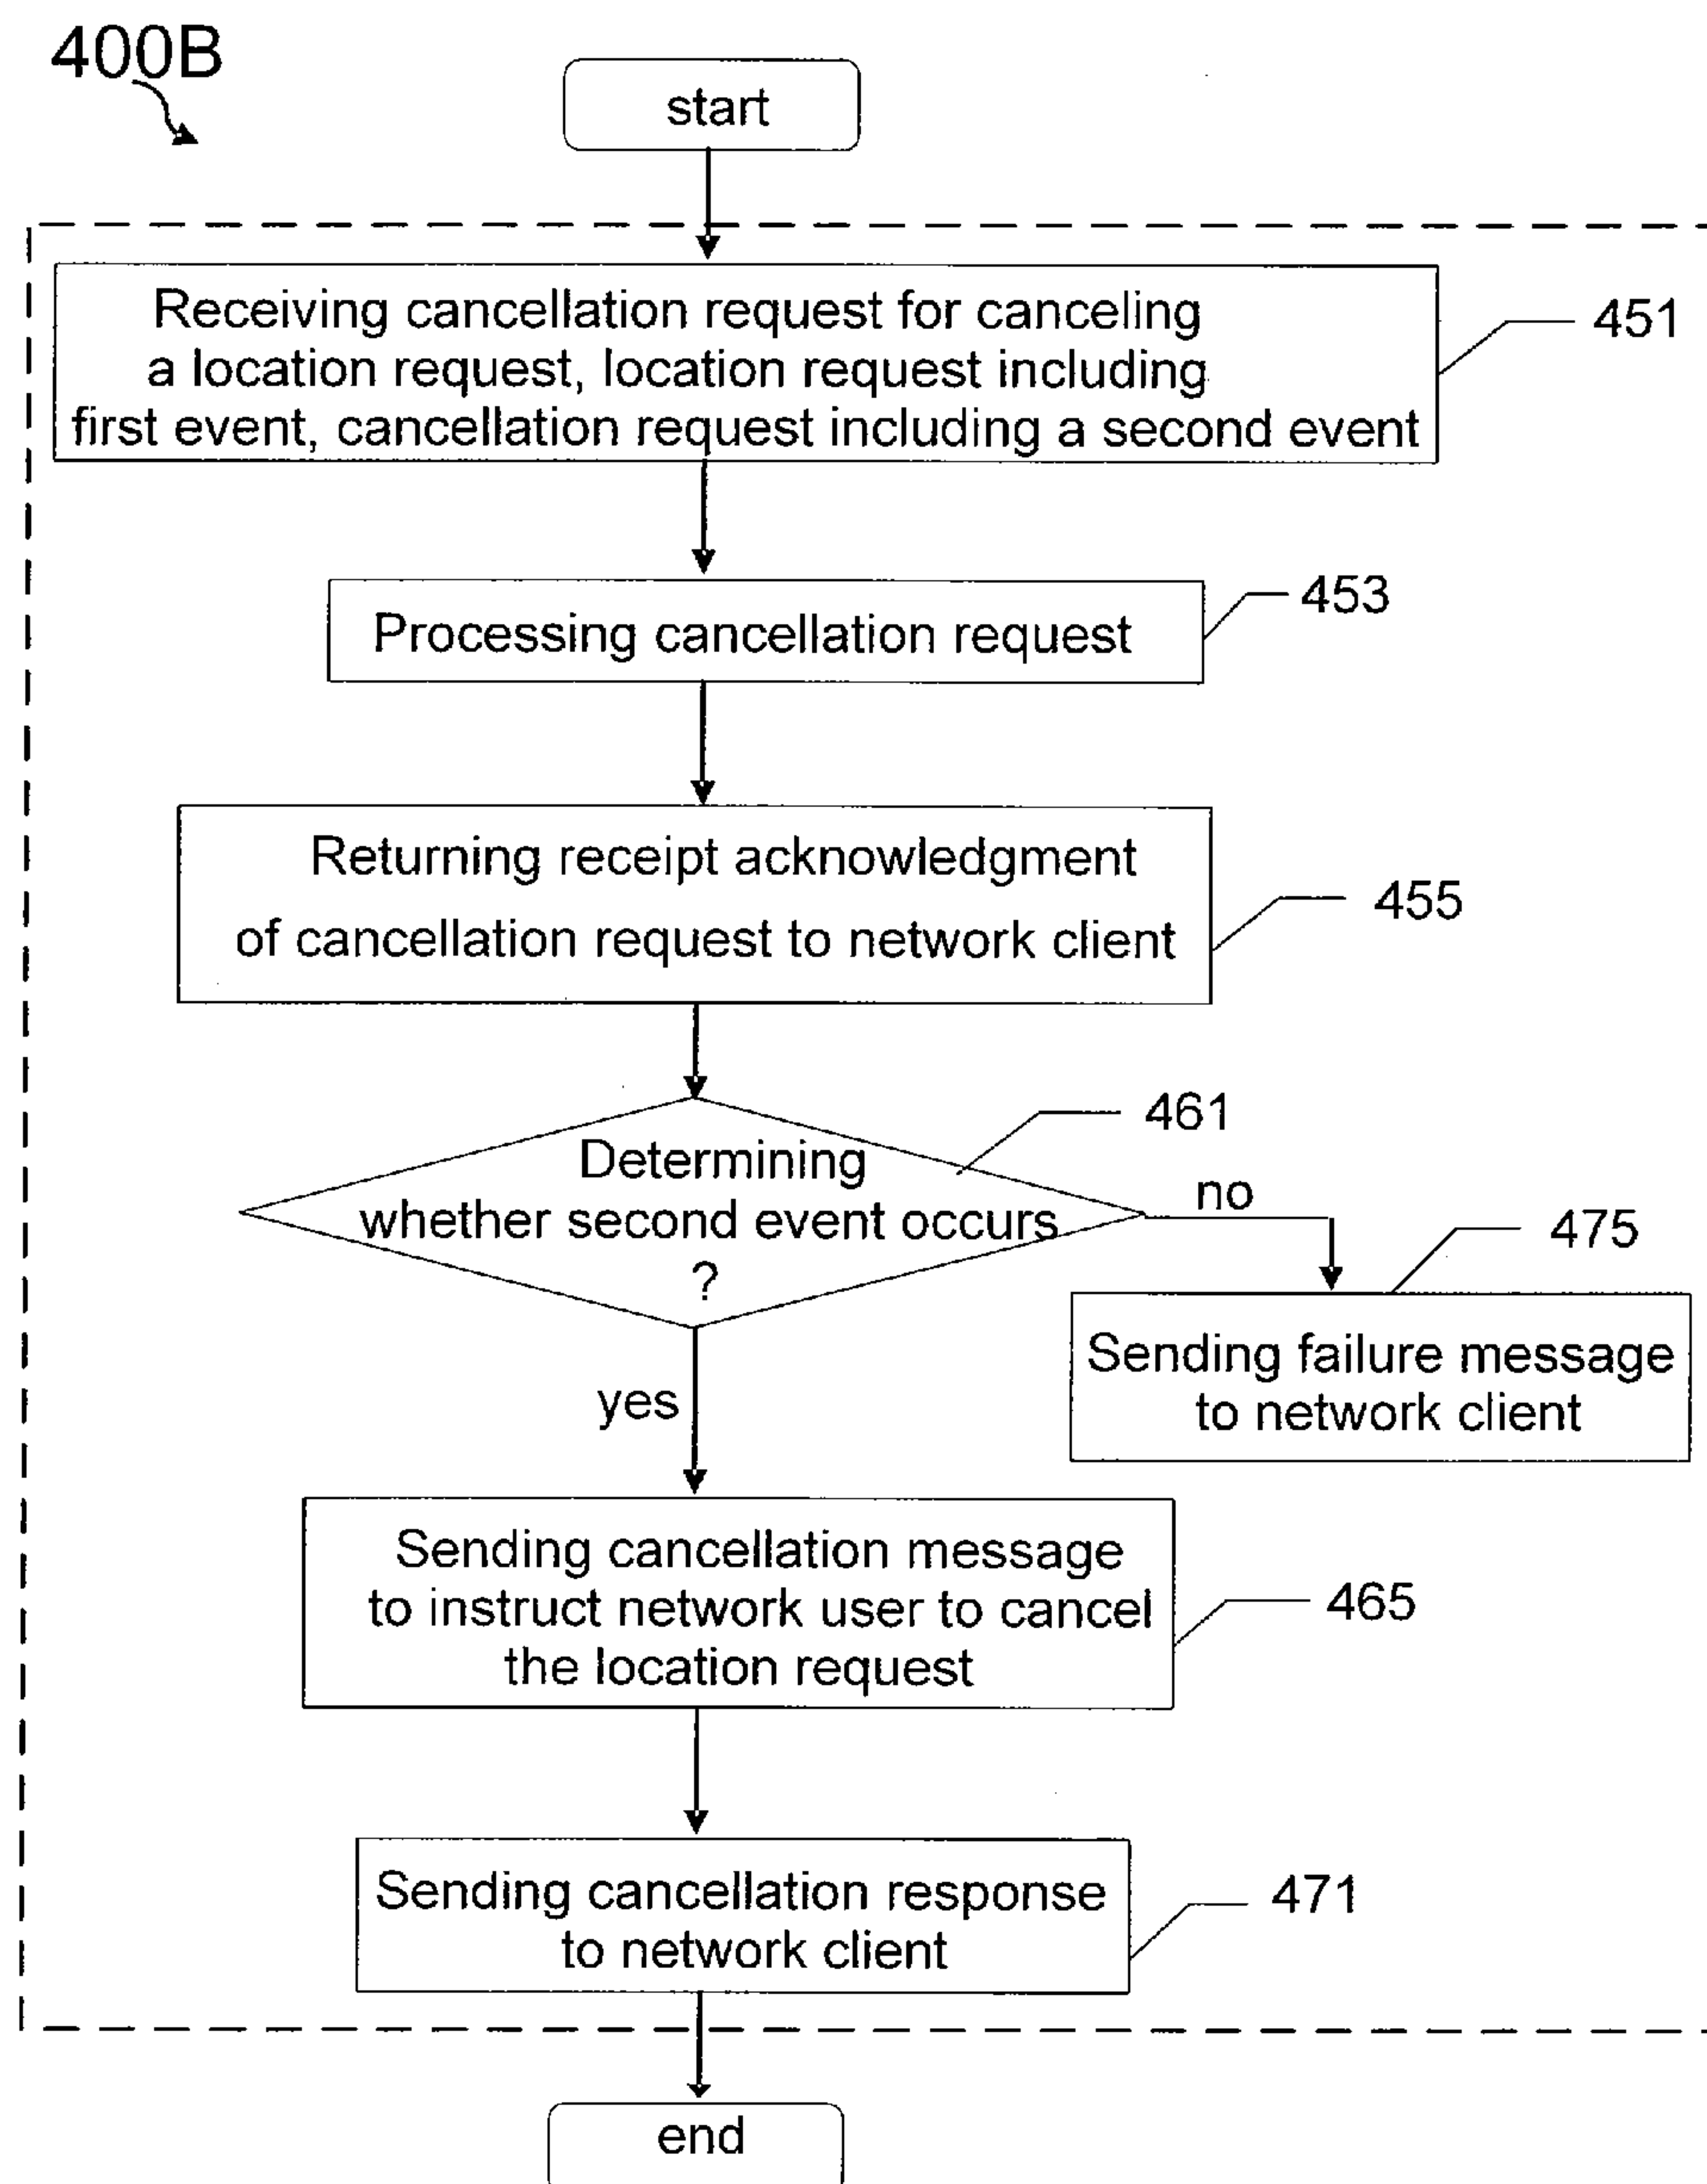 400B
start
Receiving cancellation request for canceling
a location request, location request including
first event, cancellation request including a second event
451
Processing cancellation request
453
Returning receipt acknowledgment
of cancellation request to network client
455
461
Determining
whether second event occurs
?
no
475
Sending failure message
to network client
yes
Sending cancellation message
to instruct network user to cancel
the location request
465
Sending cancellation response
to network client
471
end